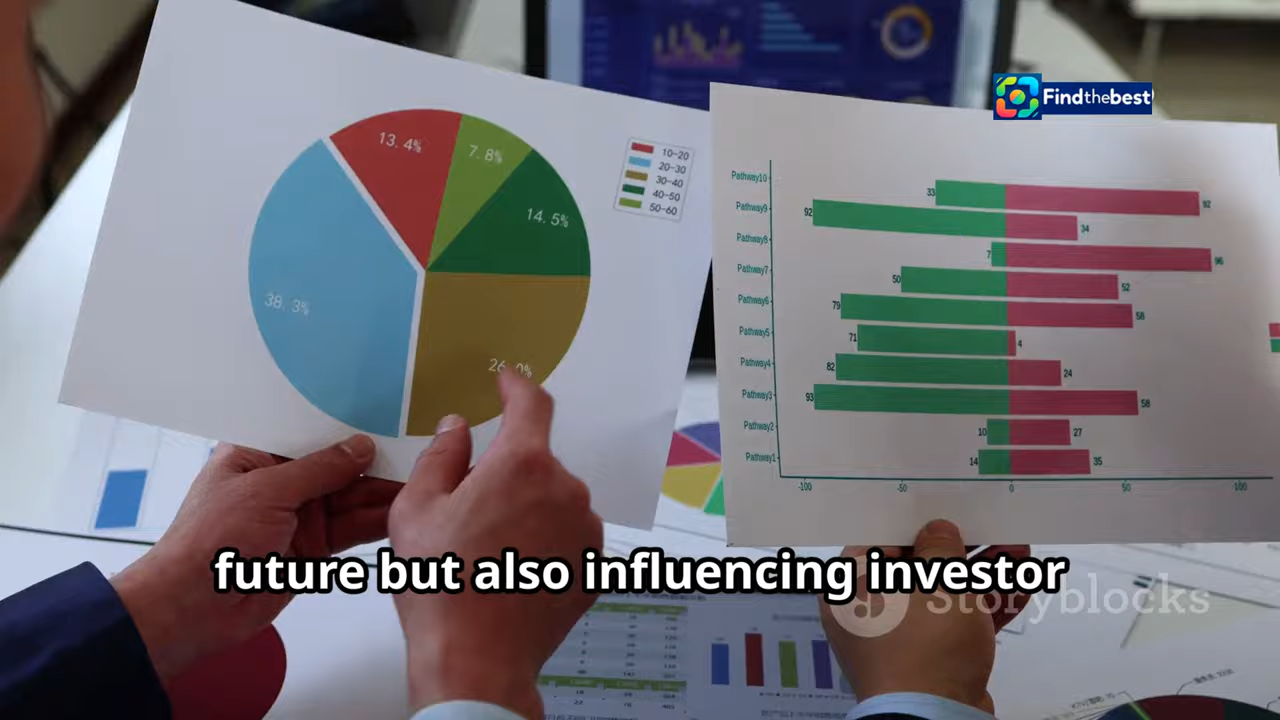 Findthebest
13.4%
7.8%
14.5%
38.3%
26.0%
10-20
20-30
30-40
40-50
50-60
Pathway10
33
92
Pathway9
92
34
Pathway8
7
96
Pathway7
50
52
Pathway6
79
58
Pathway5
71
4
Pathway4
82
24
Pathway3
93
58
Pathway2
10
27
Pathway1
14
35
-100
-50
0
50
100
future but also influencing investor
Storyblocks